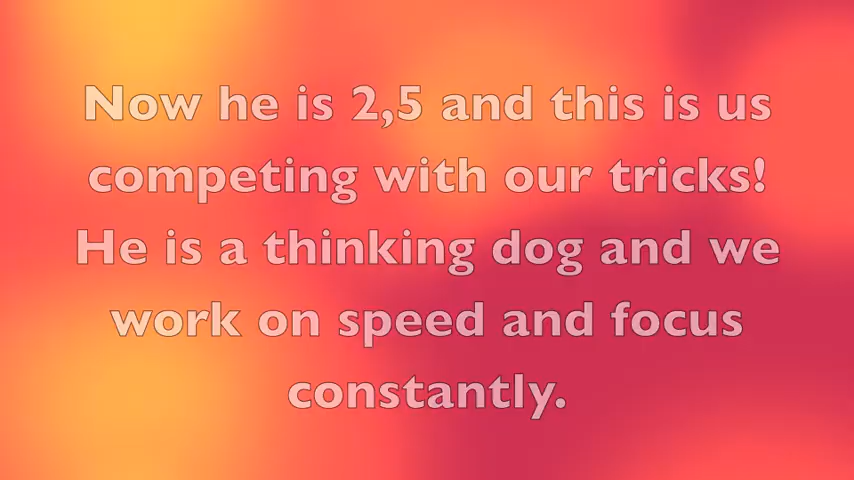 Now he is 2,5 and this is us
competing with our tricks!
He is a thinking dog and we
work on speed and focus
constantly.